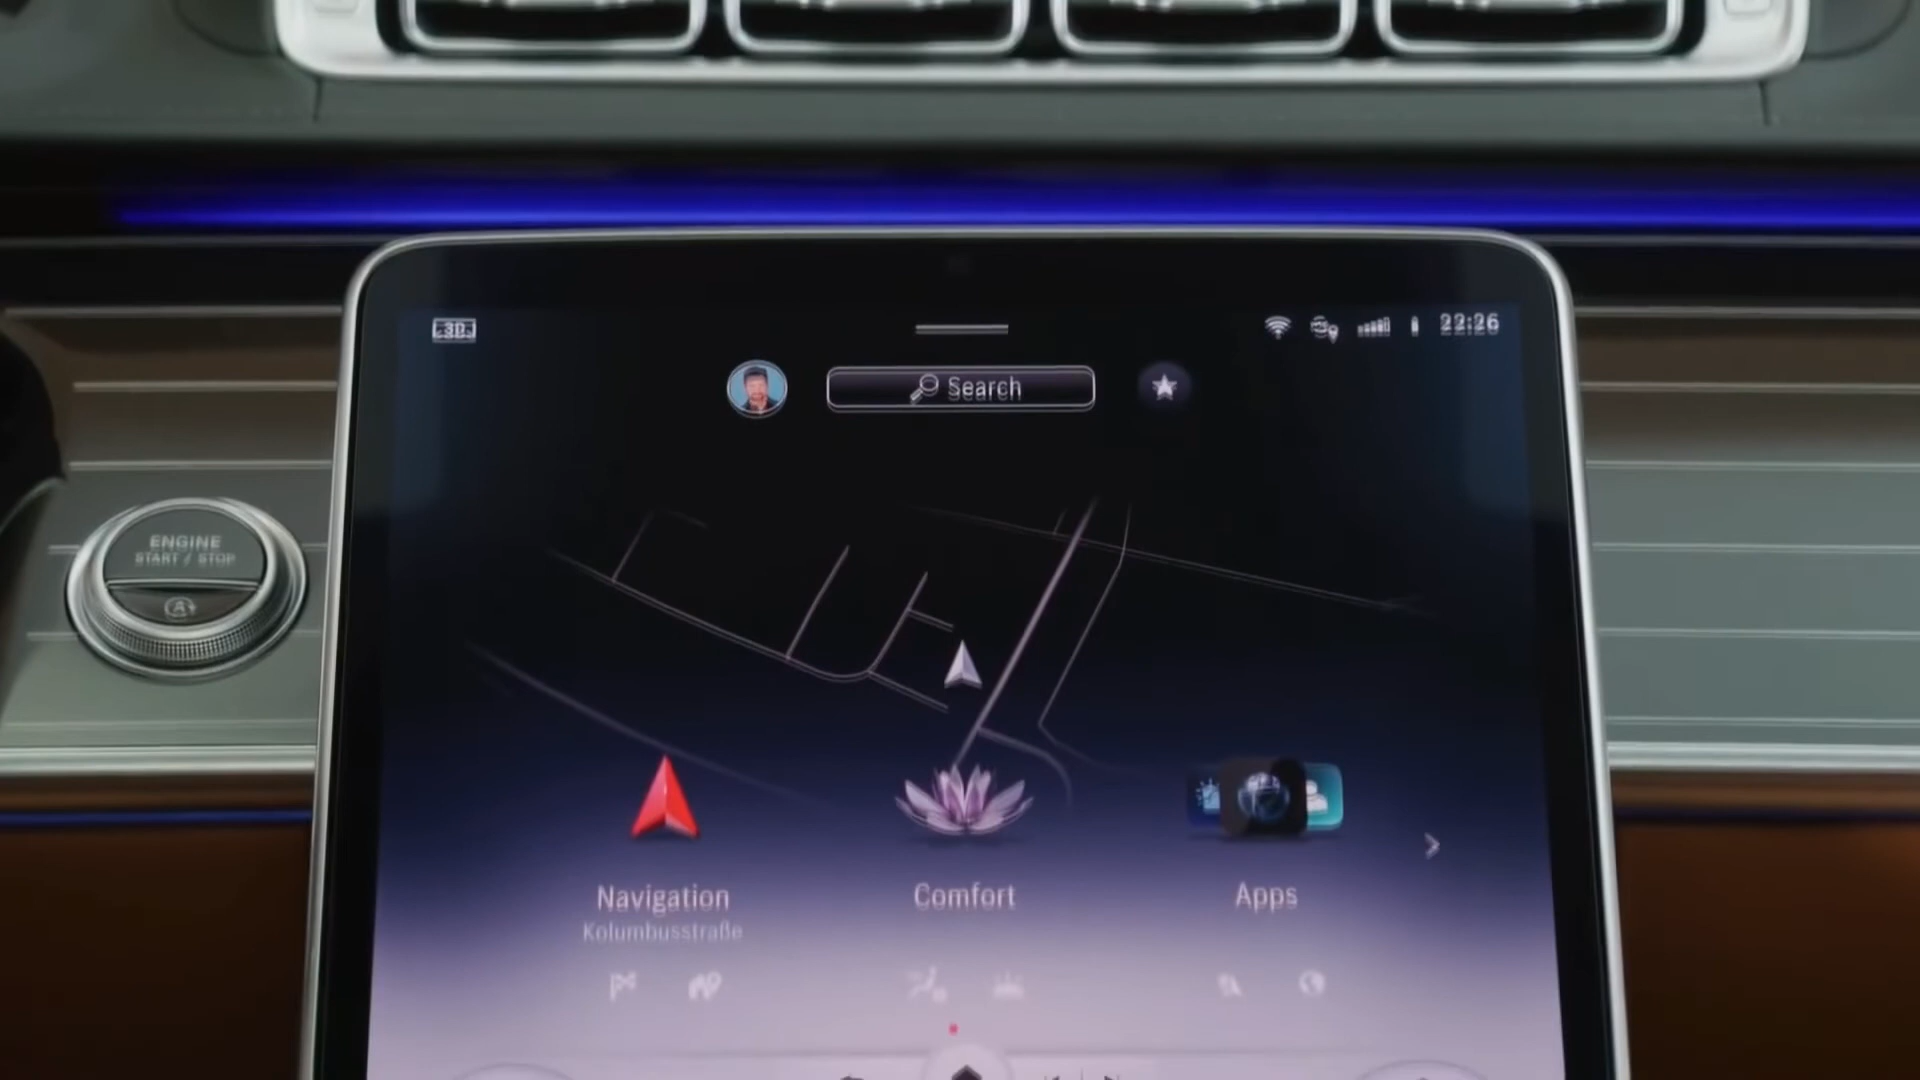 3D
22:26
Search
ENGINE
START / STOP
A
Navigation
Comfort
Apps
Kolumbusstraße